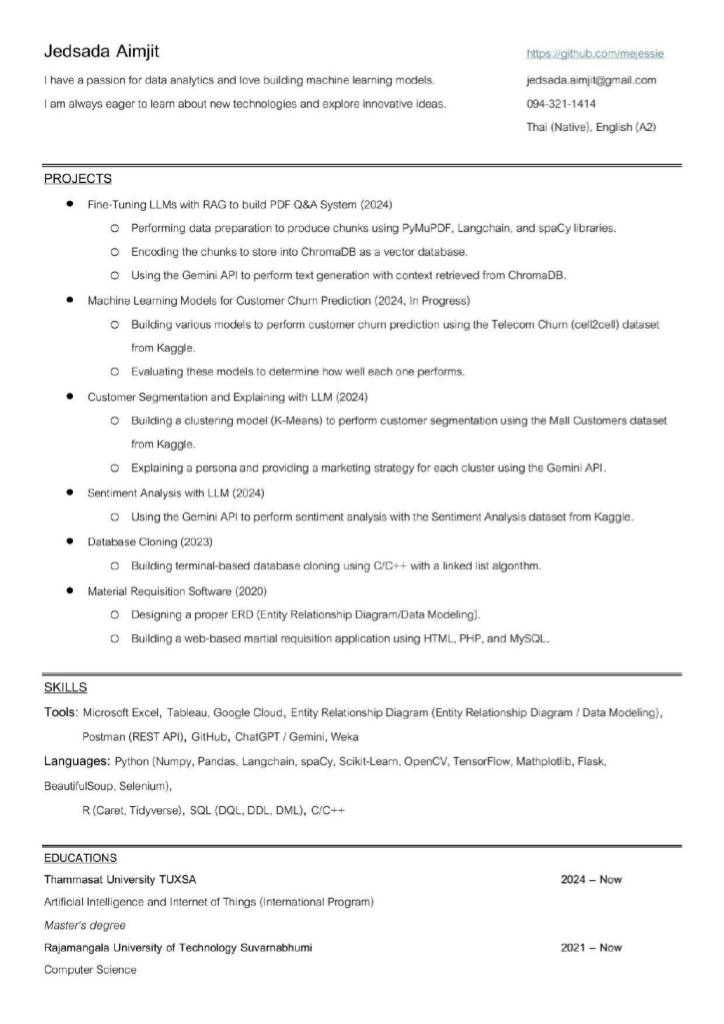 Jedsada Aimjit
https://github.com/mejessie
I have a passion for data analytics and love building machine learning models.
jedsada.aimjit@gmail.com
I am always eager to learn about new technologies and explore innovative ideas.
094-321-1414
Thai (Native), English (A2)
PROJECTS
● Fine-Tuning LLMs with RAG to build PDF Q&A System (2024)
○ Performing data preparation to produce chunks using PyMuPDF, Langchain, and spaCy libraries.
○ Encoding the chunks to store into ChromaDB as a vector database.
○ Using the Gemini API to perform text generation with context retrieved from ChromaDB.
● Machine Learning Models for Customer Churn Prediction (2024, In Progress)
○ Building various models to perform customer churn prediction using the Telecom Churn (cell2cell) dataset
from Kaggle.
○ Evaluating these models to determine how well each one performs.
● Customer Segmentation and Explaining with LLM (2024)
○ Building a clustering model (K-Means) to perform customer segmentation using the Mall Customers dataset
from Kaggle.
○ Explaining a persona and providing a marketing strategy for each cluster using the Gemini API.
● Sentiment Analysis with LLM (2024)
○ Using the Gemini API to perform sentiment analysis with the Sentiment Analysis dataset from Kaggle.
● Database Cloning (2023)
○ Building terminal-based database cloning using C/C++ with a linked list algorithm.
● Material Requisition Software (2020)
○ Designing a proper ERD (Entity Relationship Diagram/Data Modeling).
○ Building a web-based martial requisition application using HTML, PHP, and MySQL.
SKILLS
Tools: Microsoft Excel, Tableau, Google Cloud, Entity Relationship Diagram (Entity Relationship Diagram / Data Modeling),
Postman (REST API), GitHub, ChatGPT / Gemini, Weka
Languages: Python (Numpy, Pandas, Langchain, spaCy, Scikit-Learn, OpenCV, TensorFlow, Mathplotlib, Flask,
BeautifulSoup, Selenium),
R (Caret, Tidyverse), SQL (DQL, DDL, DML), C/C++
EDUCATIONS
Thammasat University TUXSA 2024 – Now
Artificial Intelligence and Internet of Things (International Program)
Master's degree
Rajamangala University of Technology Suvarnabhumi 2021 – Now
Computer Science